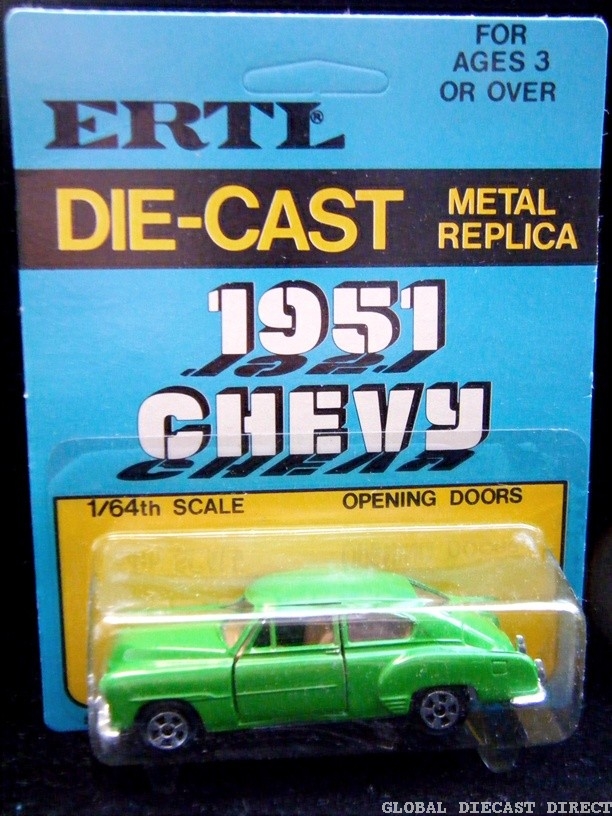 FOR
AGES 3
OR OVER
ERTL®
DIE-CAST
METAL
REPLICA
1951
CHEVY
1/64th SCALE
OPENING DOORS
GLOBAL DIECAST DIRECT